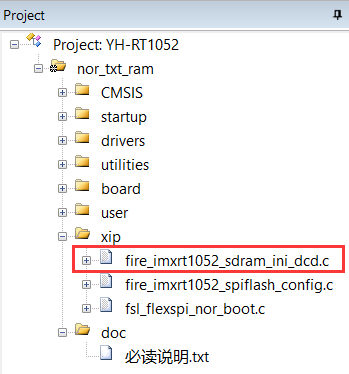 Project
Project: YH-RT1052
nor_txt_ram
CMSIS
startup
drivers
utilities
board
user
xip
fire_imxrt1052_sdram_ini_dcd.c
fire_imxrt1052_spiflash_config.c
fsl_flexspi_nor_boot.c
doc
必读说明.txt